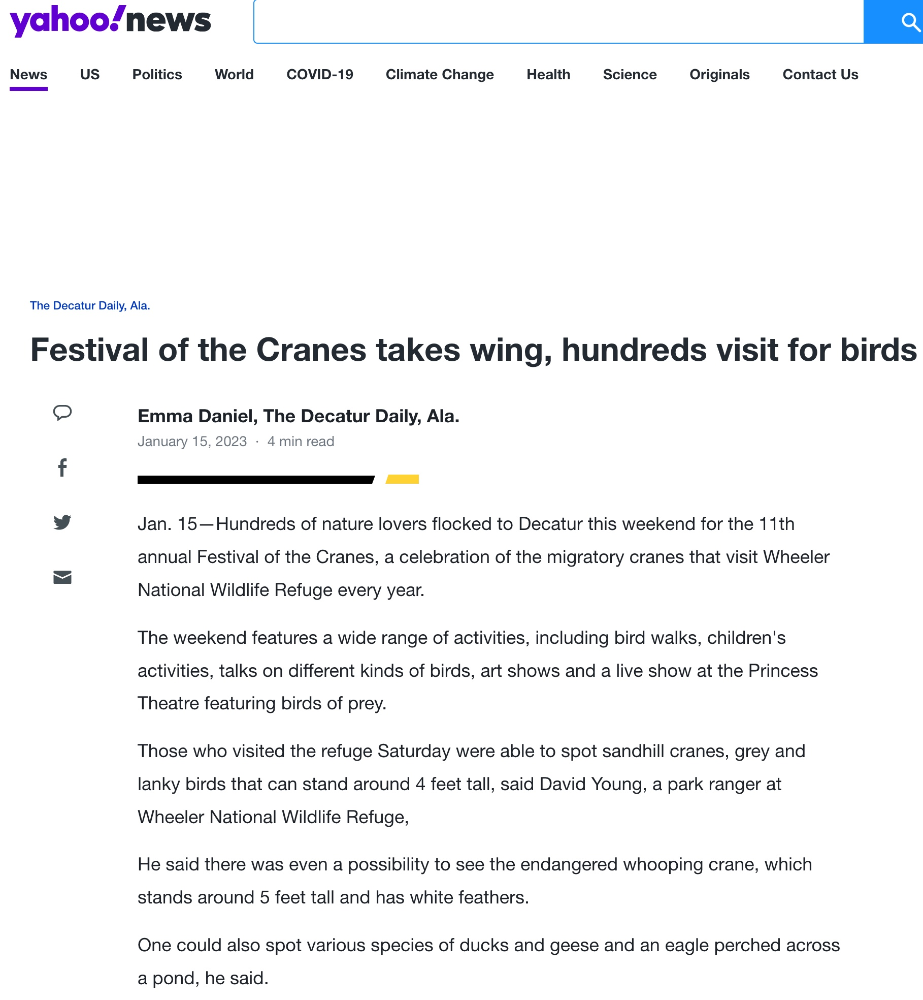 yahoo!news
News US Politics World COVID-19 Climate Change Health Science Originals Contact Us
The Decatur Daily, Ala.
Festival of the Cranes takes wing, hundreds visit for birds
Emma Daniel, The Decatur Daily, Ala.
January 15, 2023 · 4 min read
Jan. 15—Hundreds of nature lovers flocked to Decatur this weekend for the 11th
annual Festival of the Cranes, a celebration of the migratory cranes that visit Wheeler
National Wildlife Refuge every year.
The weekend features a wide range of activities, including bird walks, children's
activities, talks on different kinds of birds, art shows and a live show at the Princess
Theatre featuring birds of prey.
Those who visited the refuge Saturday were able to spot sandhill cranes, grey and
lanky birds that can stand around 4 feet tall, said David Young, a park ranger at
Wheeler National Wildlife Refuge,
He said there was even a possibility to see the endangered whooping crane, which
stands around 5 feet tall and has white feathers.
One could also spot various species of ducks and geese and an eagle perched across
a pond, he said.